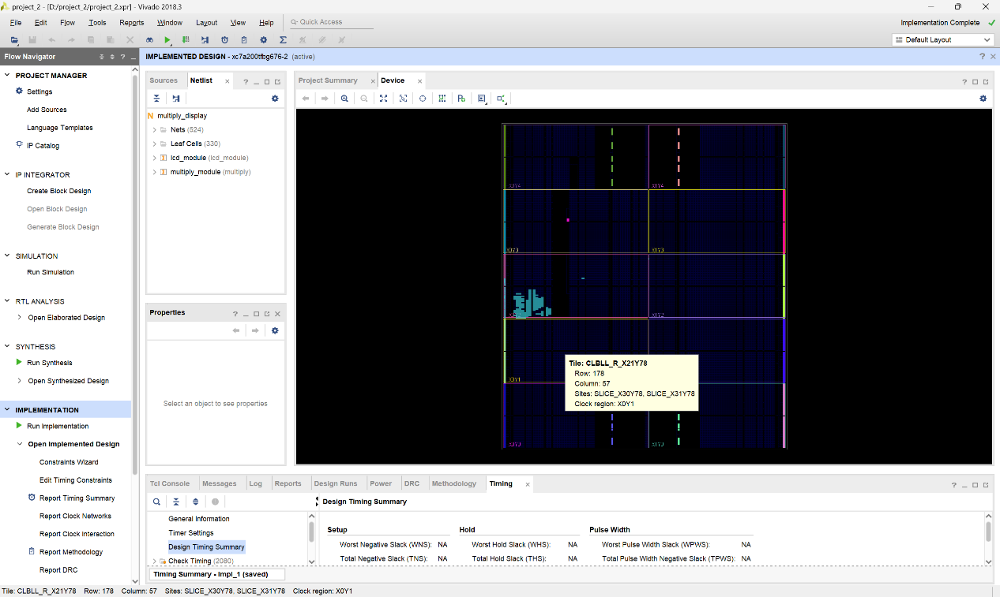 project_2 - [D:/project_2/project_2.xpr] - Vivado 2018.3
File Edit Flow Tools Reports Window Layout View Help Quick Access
Implementation Complete
Default Layout
Flow Navigator
IMPLEMENTED DESIGN - xc7a200tfbg676-2 (active)
PROJECT MANAGER
Settings
Add Sources
Language Templates
IP Catalog
IP INTEGRATOR
Create Block Design
Open Block Design
Generate Block Design
SIMULATION
Run Simulation
RTL ANALYSIS
Open Elaborated Design
SYNTHESIS
Run Synthesis
Open Synthesized Design
IMPLEMENTATION
Run Implementation
Open Implemented Design
Constraints Wizard
Edit Timing Constraints
Report Timing Summary
Report Clock Networks
Report Clock Interaction
Report Methodology
Report DRC
Sources Netlist
N multiply_display
Nets (524)
Leaf Cells (330)
lcd_module (lcd_module)
multiply_module (multiply)
Properties
Select an object to see properties
Project Summary Device
X0Y4 X1Y4
X0Y3 X1Y3
X1Y2
X0Y1
Tile: CLBLL_R_X21Y78
Row: 178
Column: 57
Sites: SLICE_X30Y78, SLICE_X31Y78
Clock region: X0Y1
X0Y0 X1Y0
Tcl Console Messages Log Reports Design Runs Power DRC Methodology Timing
Design Timing Summary
General Information
Timer Settings
Design Timing Summary
Check Timing (2080)
Setup Hold Pulse Width
Worst Negative Slack (WNS): NA Worst Hold Slack (WHS): NA Worst Pulse Width Slack (WPWS): NA
Total Negative Slack (TNS): NA Total Hold Slack (THS): NA Total Pulse Width Negative Slack (TPWS): NA
Timing Summary - impl_1 (saved)
Tile: CLBLL_R_X21Y78 Row: 178 Column: 57 Sites: SLICE_X30Y78, SLICE_X31Y78 Clock region: X0Y1